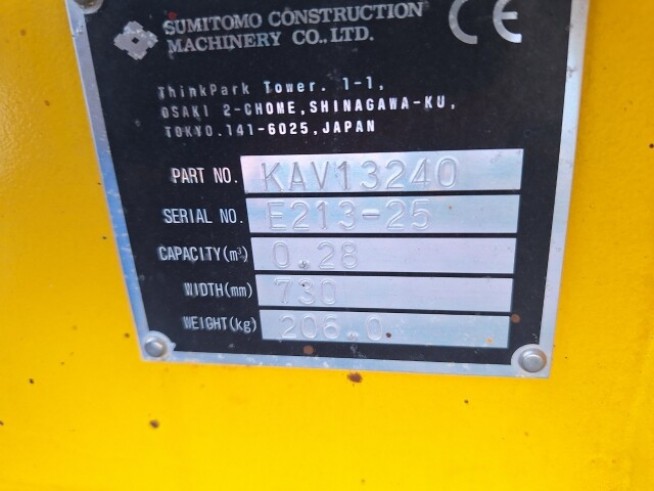 SUMITOMO CONSTRUCTION CE
MACHINERY CO., LTD.
ThinkPark Tower. 1-1,
OSAKI 2-CHOME, SHINAGAWA-KU,
TOKYO. 141-6025, JAPAN
PART NO. KAV13240
SERIAL NO. E213-25
CAPACITY(m³) 0.28
WIDTH(mm) 730
WEIGHT(kg) 206.0